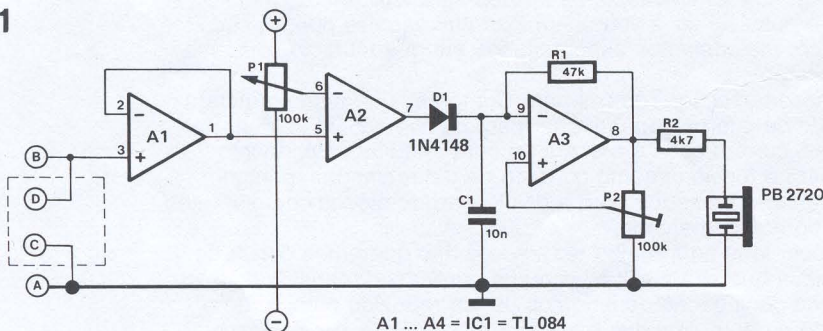 1
R1
47k
P1
100k
2
−
A1
3
+
1
6
−
A2
5
+
7
D1
1N4148
9
−
A3
10
+
8
R2
4k7
PB 2720
C1
10n
P2
100k
B
D
C
A
+
−
A1 ... A4 = IC1 = TL 084